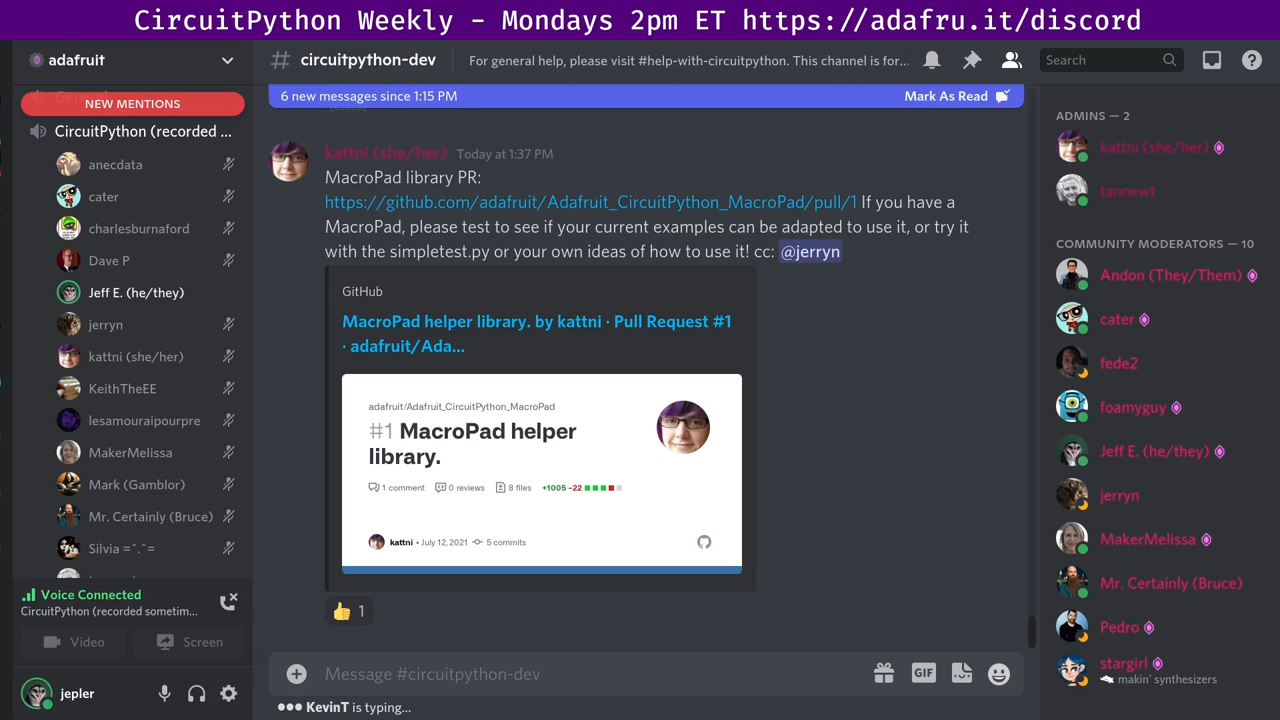 CircuitPython Weekly - Mondays 2pm ET https://adafru.it/discord
adafruit
NEW MENTIONS
CircuitPython (recorded ...
anecdata
cater
charlesburnaford
Dave P
Jeff E. (he/they)
jerryn
kattni (she/her)
KeithTheEE
lesamouraipourpre
MakerMelissa
Mark (Gamblor)
Mr. Certainly (Bruce)
Silvia =^.^=
Voice Connected
CircuitPython (recorded sometim...
Video
Screen
jepler
# circuitpython-dev
For general help, please visit #help-with-circuitpython. This channel is for...
Search
6 new messages since 1:15 PM
Mark As Read
kattni (she/her) Today at 1:37 PM
MacroPad library PR:
https://github.com/adafruit/Adafruit_CircuitPython_MacroPad/pull/1 If you have a
MacroPad, please test to see if your current examples can be adapted to use it, or try it
with the simpletest.py or your own ideas of how to use it! cc: @jerryn
GitHub
MacroPad helper library. by kattni · Pull Request #1
· adafruit/Ada...
adafruit/Adafruit_CircuitPython_MacroPad
#1 MacroPad helper
library.
1 comment
0 reviews
8 files
+1005 −22
kattni • July 12, 2021
5 commits
1
Message #circuitpython-dev
GIF
KevinT is typing...
ADMINS — 2
kattni (she/her)
tannewt
COMMUNITY MODERATORS — 10
Andon (They/Them)
cater
fede2
foamyguy
Jeff E. (he/they)
jerryn
MakerMelissa
Mr. Certainly (Bruce)
Pedro
stargirl
makin' synthesizers